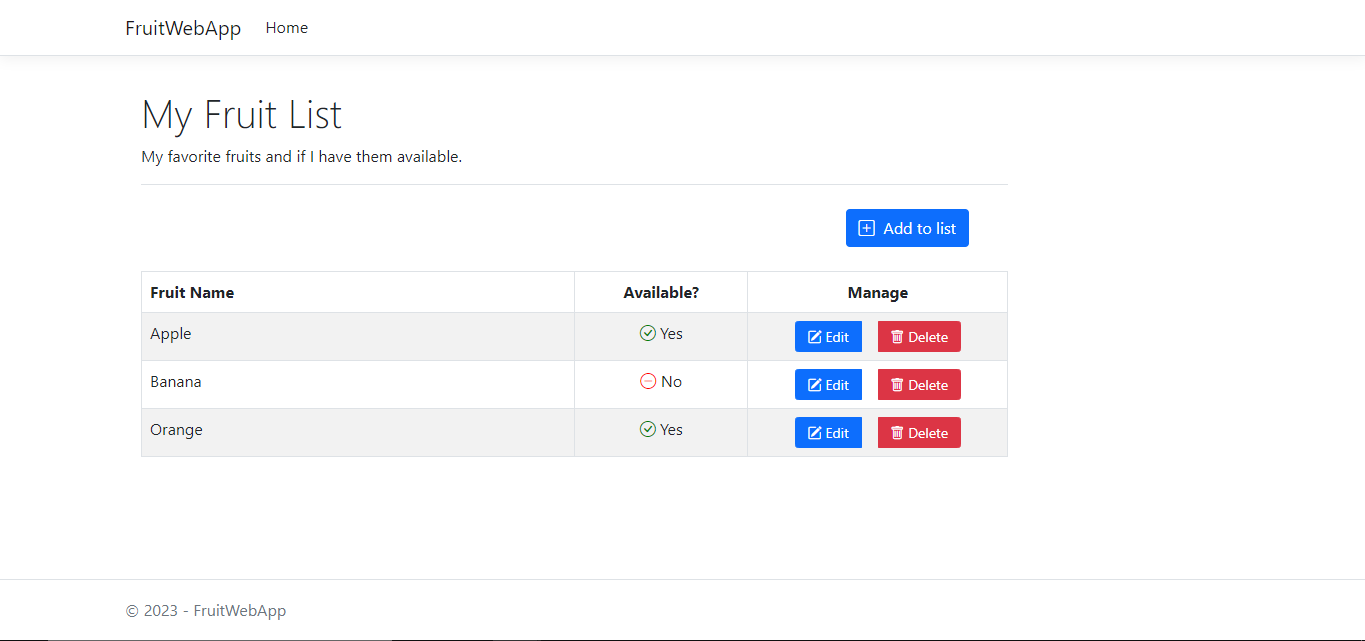 FruitWebApp Home
My Fruit List
My favorite fruits and if I have them available.
Add to list
Fruit Name Available? Manage
Apple Yes Edit Delete
Banana No Edit Delete
Orange Yes Edit Delete
© 2023 - FruitWebApp